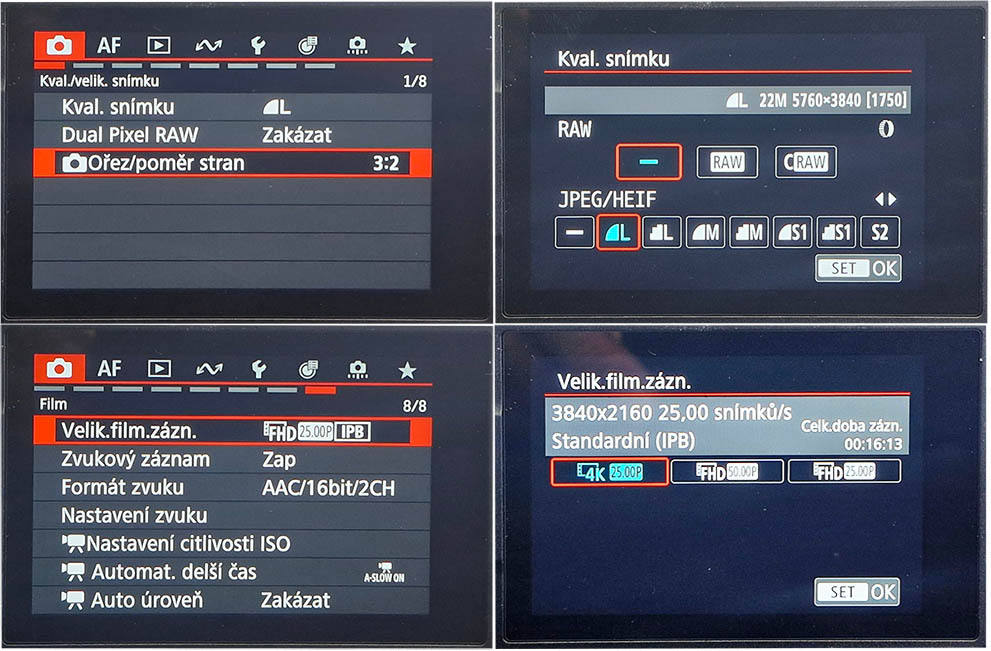 AF
Kval./velik. snímku 1/8
Kval. snímku L
Dual Pixel RAW Zakázat
Ořez/poměr stran 3:2
Kval. snímku
L 22M 5760×3840 [1750]
RAW
— RAW CRAW
JPEG/HEIF
— L L M M S1 S1 S2
SET OK
AF
Film 8/8
Velik.film.zázn. FHD 25.00P IPB
Zvukový záznam Zap
Formát zvuku AAC/16bit/2CH
Nastavení zvuku
Nastavení citlivosti ISO
Automat. delší čas A-SLOW ON
Auto úroveň Zakázat
Velik.film.zázn.
3840x2160 25,00 snímků/s
Celk.doba zázn.
Standardní (IPB) 00:16:13
4K 25.00P FHD 50.00P FHD 25.00P
SET OK